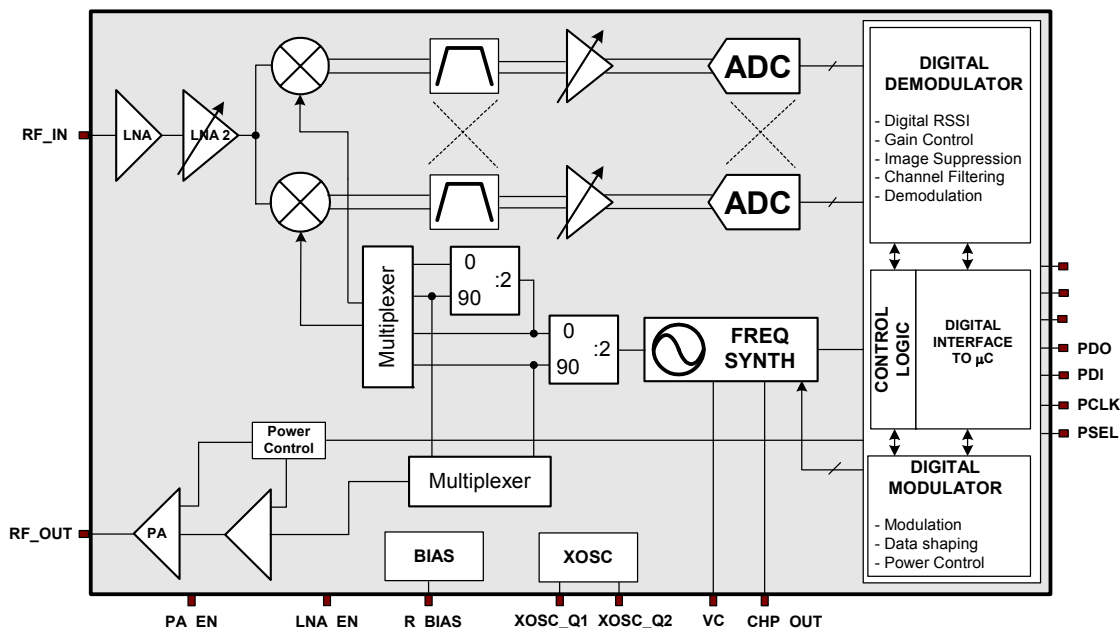 RF_IN
LNA
LNA 2
ADC
DIGITAL
DEMODULATOR
- Digital RSSI
- Gain Control
- Image Suppression
- Channel Filtering
- Demodulation
ADC
Multiplexer
0
:2
90
0
:2
90
FREQ
SYNTH
CONTROL
LOGIC
DIGITAL
INTERFACE
TO µC
PDO
PDI
PCLK
PSEL
Power
Control
Multiplexer
DIGITAL
MODULATOR
- Modulation
- Data shaping
- Power Control
RF_OUT
PA
BIAS
XOSC
PA_EN
LNA_EN
R_BIAS
XOSC_Q1
XOSC_Q2
VC
CHP_OUT